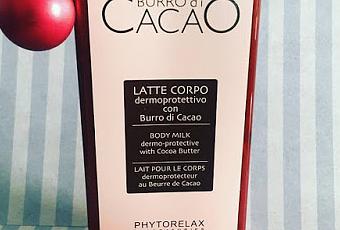 BURRO di
CACAO
LATTE CORPO
dermoprotettivo
con
Burro di Cacao
BODY MILK
dermo-protective
with Cocoa Butter
LAIT POUR LE CORPS
dermoprotecteur
au Beurre de Cacao
PHYTORELAX